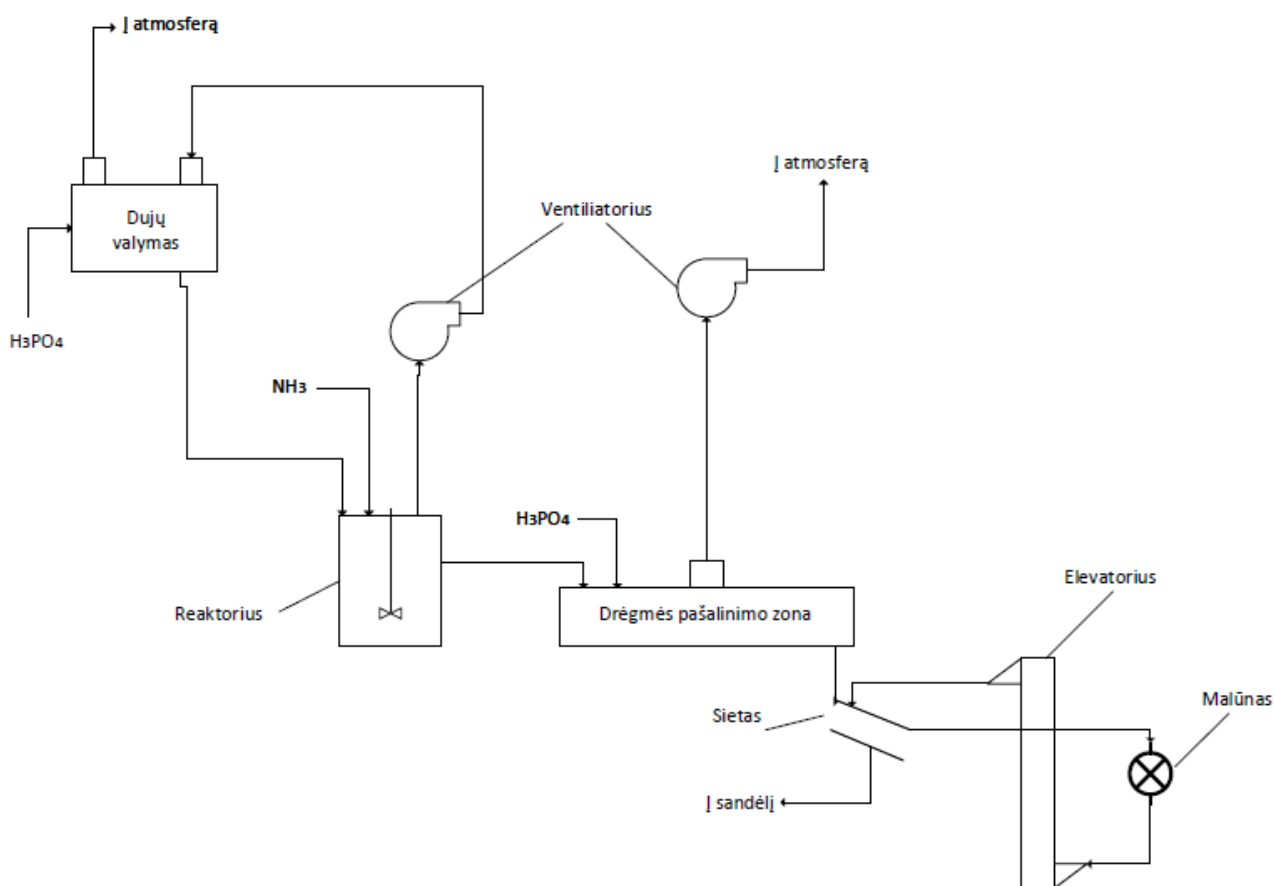 Į atmosferą
Į atmosferą
Ventiliatorius
Dujų
valymas
H3PO4
NH3
H3PO4
Elevatorius
Reaktorius
Drėgmės pašalinimo zona
Malūnas
Sietas
Į sandėlį